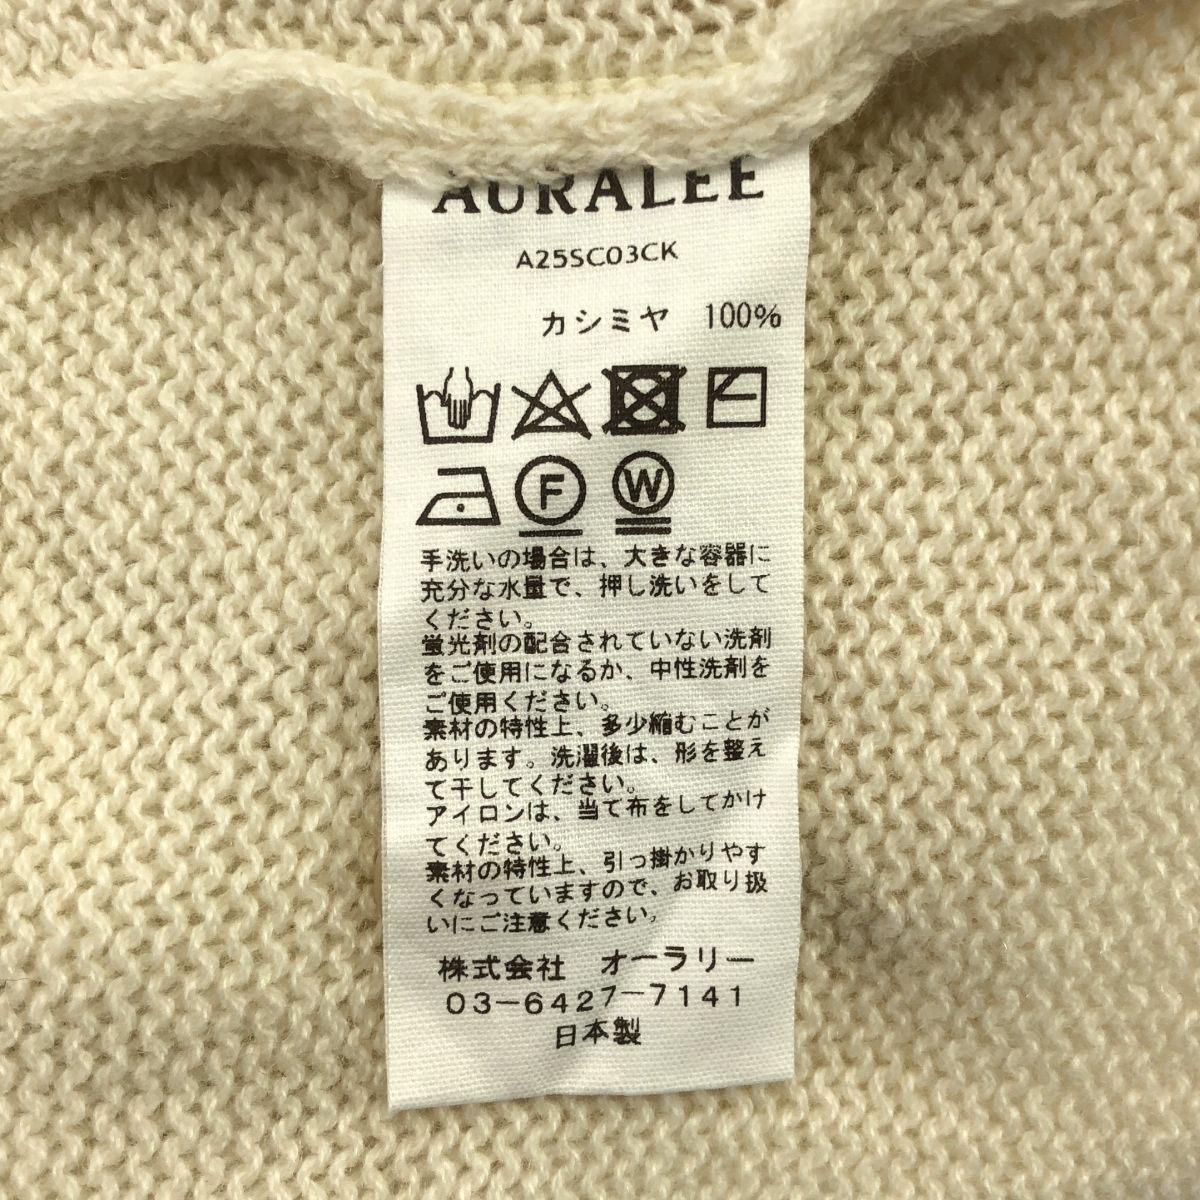 AURALEE
A25SC03CK
カシミヤ 100%
F W
手洗いの場合は、大きな容器に
充分な水量で、押し洗いをして
ください。
蛍光剤の配合されていない洗剤
をご使用になるか、中性洗剤を
ご使用ください。
素材の特性上、多少縮むことが
あります。洗濯後は、形を整え
て干してください。
アイロンは、当て布をしてかけ
てください。
素材の特性上、引っ掛かりやす
くなっていますので、お取り扱
いにご注意ください。
株式会社 オーラリー
03-6427-7141
日本製